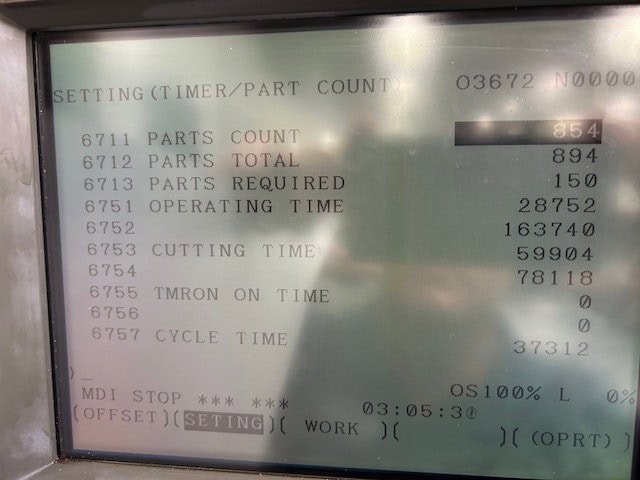 SETTING(TIMER/PART COUNT) O3672 N0000
6711 PARTS COUNT 854
6712 PARTS TOTAL 894
6713 PARTS REQUIRED 150
6751 OPERATING TIME 28752
6752 163740
6753 CUTTING TIME 59904
6754 78118
6755 TMRON ON TIME 0
6756 0
6757 CYCLE TIME 37312
)_
OS100% L 0%
MDI STOP *** *** 03:05:30
(OFFSET)(SETING)( WORK )( )( (OPRT) )